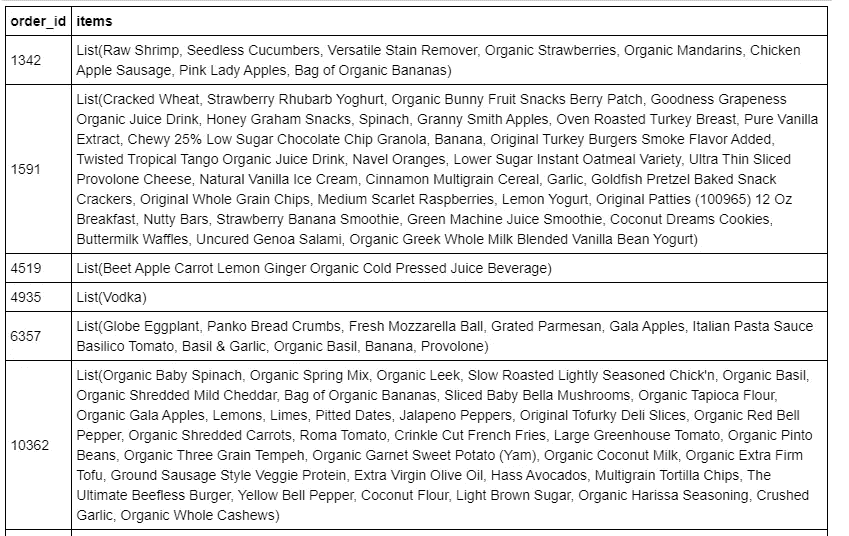 order_id items
1342
List(Raw Shrimp, Seedless Cucumbers, Versatile Stain Remover, Organic Strawberries, Organic Mandarins, Chicken
Apple Sausage, Pink Lady Apples, Bag of Organic Bananas)
1591
List(Cracked Wheat, Strawberry Rhubarb Yoghurt, Organic Bunny Fruit Snacks Berry Patch, Goodness Grapeness
Organic Juice Drink, Honey Graham Snacks, Spinach, Granny Smith Apples, Oven Roasted Turkey Breast, Pure Vanilla
Extract, Chewy 25% Low Sugar Chocolate Chip Granola, Banana, Original Turkey Burgers Smoke Flavor Added,
Twisted Tropical Tango Organic Juice Drink, Navel Oranges, Lower Sugar Instant Oatmeal Variety, Ultra Thin Sliced
Provolone Cheese, Natural Vanilla Ice Cream, Cinnamon Multigrain Cereal, Garlic, Goldfish Pretzel Baked Snack
Crackers, Original Whole Grain Chips, Medium Scarlet Raspberries, Lemon Yogurt, Original Patties (100965) 12 Oz
Breakfast, Nutty Bars, Strawberry Banana Smoothie, Green Machine Juice Smoothie, Coconut Dreams Cookies,
Buttermilk Waffles, Uncured Genoa Salami, Organic Greek Whole Milk Blended Vanilla Bean Yogurt)
4519 List(Beet Apple Carrot Lemon Ginger Organic Cold Pressed Juice Beverage)
4935 List(Vodka)
6357
List(Globe Eggplant, Panko Bread Crumbs, Fresh Mozzarella Ball, Grated Parmesan, Gala Apples, Italian Pasta Sauce
Basilico Tomato, Basil & Garlic, Organic Basil, Banana, Provolone)
10362
List(Organic Baby Spinach, Organic Spring Mix, Organic Leek, Slow Roasted Lightly Seasoned Chick'n, Organic Basil,
Organic Shredded Mild Cheddar, Bag of Organic Bananas, Sliced Baby Bella Mushrooms, Organic Tapioca Flour,
Organic Gala Apples, Lemons, Limes, Pitted Dates, Jalapeno Peppers, Original Tofurky Deli Slices, Organic Red Bell
Pepper, Organic Shredded Carrots, Roma Tomato, Crinkle Cut French Fries, Large Greenhouse Tomato, Organic Pinto
Beans, Organic Three Grain Tempeh, Organic Garnet Sweet Potato (Yam), Organic Coconut Milk, Organic Extra Firm
Tofu, Ground Sausage Style Veggie Protein, Extra Virgin Olive Oil, Hass Avocados, Multigrain Tortilla Chips, The
Ultimate Beefless Burger, Yellow Bell Pepper, Coconut Flour, Light Brown Sugar, Organic Harissa Seasoning, Crushed
Garlic, Organic Whole Cashews)